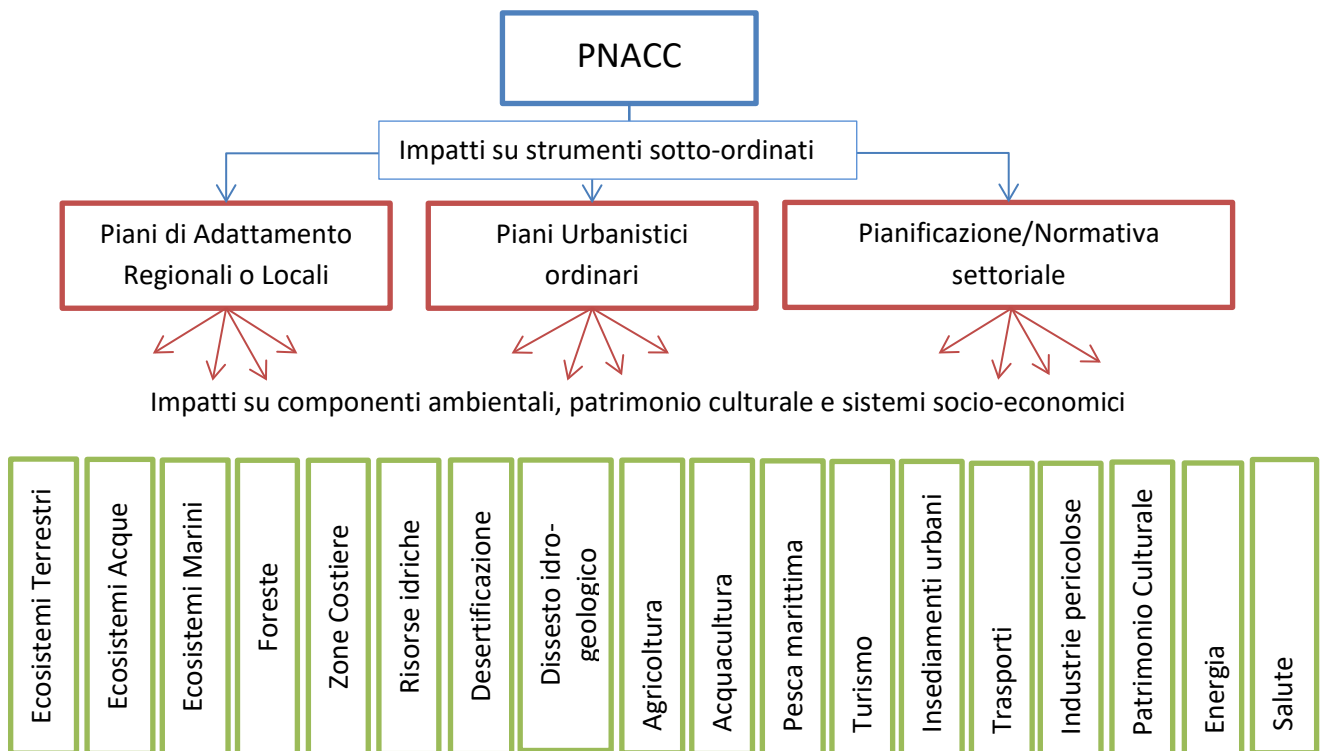 PNACC
Impatti su strumenti sotto-ordinati
Piani di Adattamento
Regionali o Locali
Piani Urbanistici
ordinari
Pianificazione/Normativa
settoriale
Impatti su componenti ambientali, patrimonio culturale e sistemi socio-economici
Ecosistemi Terrestri
Ecosistemi Acque
Ecosistemi Marini
Foreste
Zone Costiere
Risorse idriche
Desertificazione
Dissesto idro-
geologico
Agricoltura
Acquacultura
Pesca marittima
Turismo
Insediamenti urbani
Trasporti
Industrie pericolose
Patrimonio Culturale
Energia
Salute